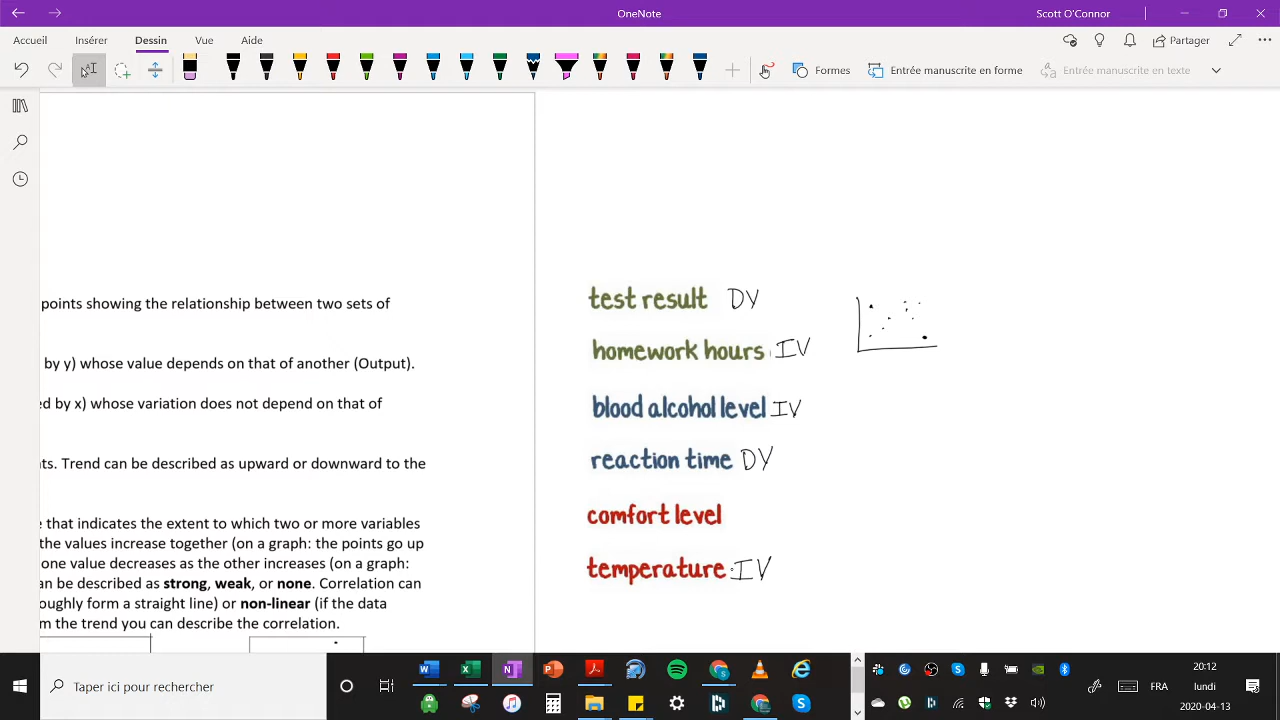 OneNote
Scott O'Connor
Accueil Insérer Dessin Vue Aide
Partager
Formes
Entrée manuscrite en forme
Entrée manuscrite en texte
points showing the relationship between two sets of
by y) whose value depends on that of another (Output).
ed by x) whose variation does not depend on that of
ts. Trend can be described as upward or downward to the
e that indicates the extent to which two or more variables
the values increase together (on a graph: the points go up
one value decreases as the other increases (on a graph:
an be described as strong, weak, or none. Correlation can
oughly form a straight line) or non-linear (if the data
m the trend you can describe the correlation.
test result DV
homework hours IV
blood alcohol level IV
reaction time DV
comfort level
temperature IV
Taper ici pour rechercher
FRA
20:12
lundi
2020-04-13